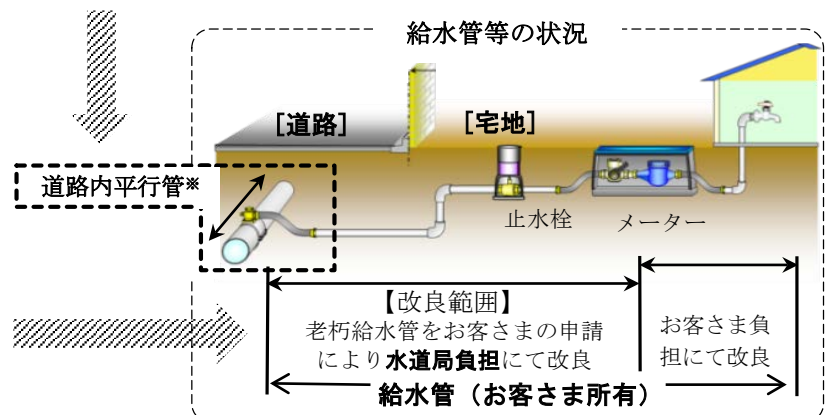 給水管等の状況
［道路］
［宅地］
道路内平行管※
止水栓
メーター
【改良範囲】
老朽給水管をお客さまの申請
により水道局負担にて改良
お客さま負
担にて改良
給水管（お客さま所有）